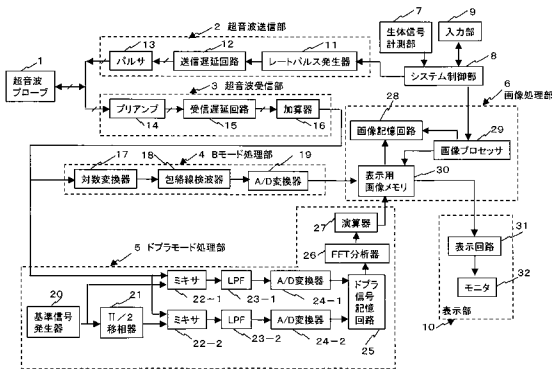 2 超音波送信部
7
9
生体信号
計測部
入力部
1
13
12
11
パルサ
送信遅延回路
レートパルス発生器
8
システム制御部
超音波
プローブ
3 超音波受信部
プリアンプ
受信遅延回路
加算器
14
15
16
6
画像処理部
28
画像記憶回路
29
画像プロセッサ
17
18
4 Bモード処理部
19
対数変換器
包絡線検波器
A/D変換器
表示用
画像メモリ
30
27
演算器
31
表示回路
5 ドプラモード処理部
26
FFT分析器
32
モニタ
20
21
ミキサ
LPF
A/D変換器
22-1
23-1
24-1
ドプラ
信号
記憶
回路
基準信号
発生器
Π/2
移相器
ミキサ
LPF
A/D変換器
22-2
23-2
24-2
25
10
表示部